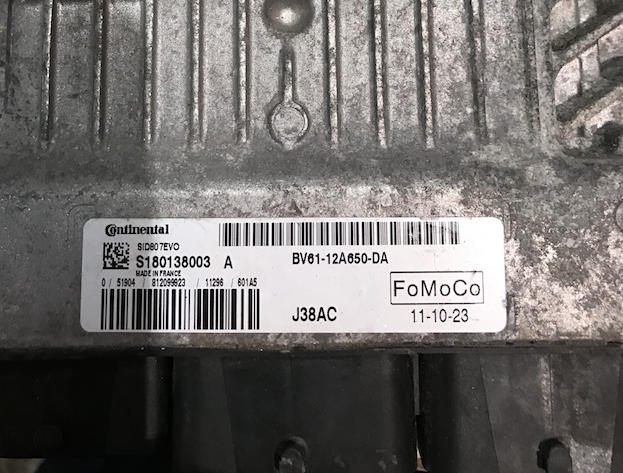 Continental
SID807EVO
S180138003 A
MADE IN FRANCE
0 / 51904 / 812099923 / 11296 / 601A5
BV61-12A650-DA
FoMoCo
J38AC
11-10-23